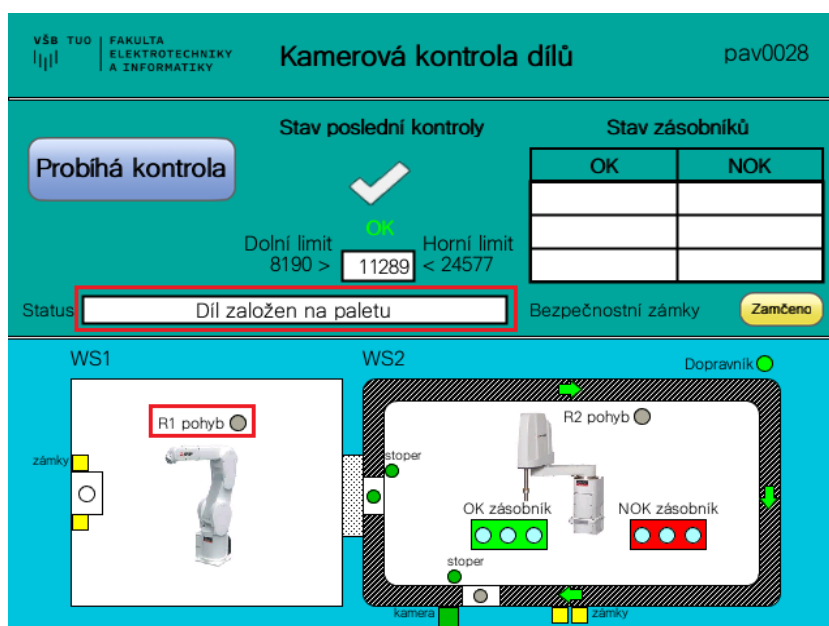 VŠB TUO
FAKULTA
ELEKTROTECHNIKY
A INFORMATIKY
Kamerová kontrola dílů
pav0028
Probíhá kontrola
Stav poslední kontroly
OK
Dolní limit
8190 >
11289
Horní limit
< 24577
Stav zásobníků
OK NOK
Status
Díl založen na paletu
Bezpečnostní zámky
Zamčeno
WS1
WS2
Dopravník
R1 pohyb
R2 pohyb
zámky
stoper
OK zásobník
NOK zásobník
stoper
kamera
zámky